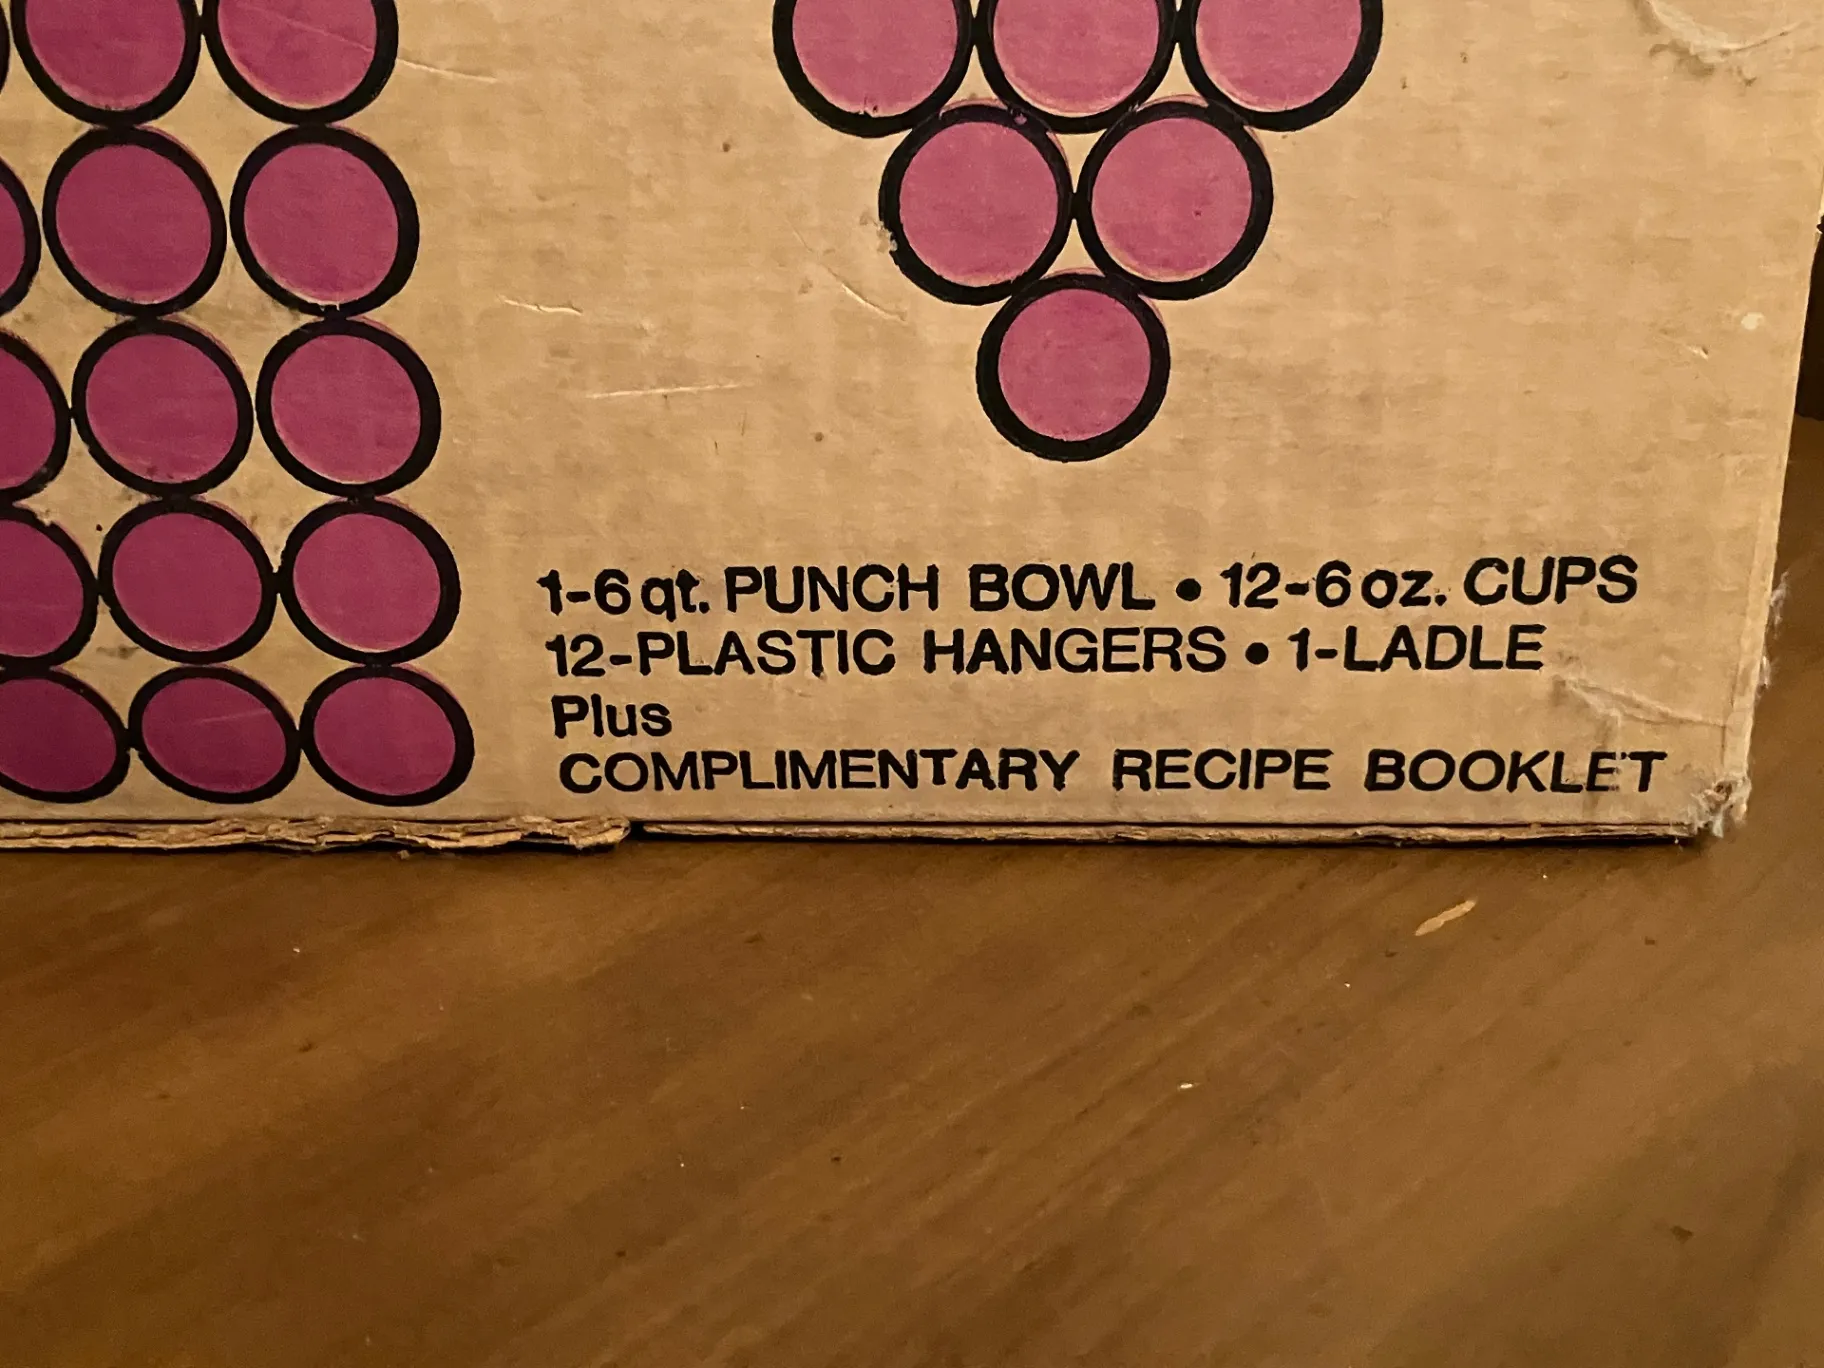 1-6 qt. PUNCH BOWL • 12-6 oz. CUPS
12-PLASTIC HANGERS • 1-LADLE
Plus
COMPLIMENTARY RECIPE BOOKLET